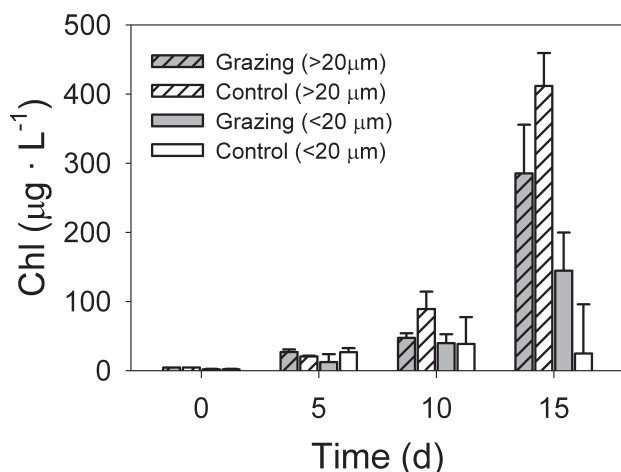 500
400
300
200
100
0
Chl (μg · L⁻¹)
Grazing (>20μm)
Control (>20 μm)
Grazing (<20 μm)
Control (<20 μm)
0 5 10 15
Time (d)